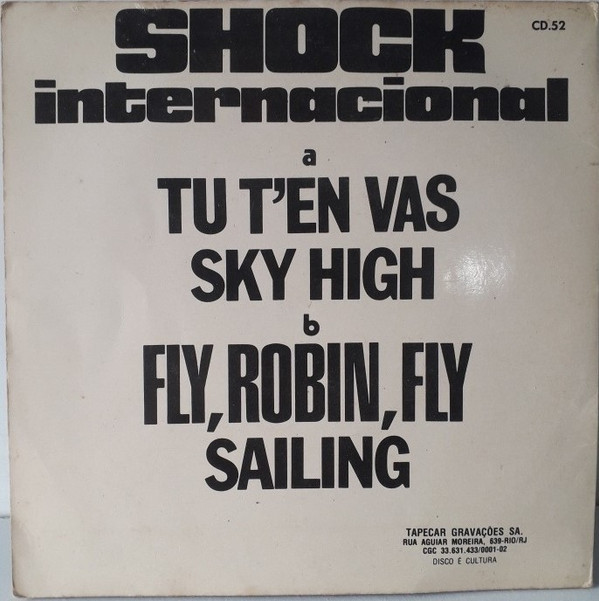 SHOCK
CD.52
internacional
a
TU T'EN VAS
SKY HIGH
b
FLY, ROBIN, FLY
SAILING
TAPECAR GRAVAÇÕES SA.
RUA AGUIAR MOREIRA, 639-RIO/RJ
CGC 33.631.433/0001-02
DISCO É CULTURA